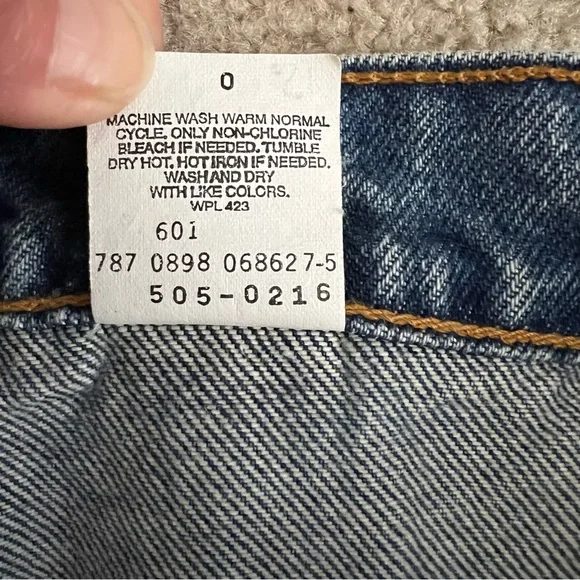 0
MACHINE WASH WARM NORMAL
CYCLE. ONLY NON-CHLORINE
BLEACH IF NEEDED. TUMBLE
DRY HOT. HOT IRON IF NEEDED.
WASH AND DRY
WITH LIKE COLORS.
WPL 423
601
787 0898 068627-5
505-0216